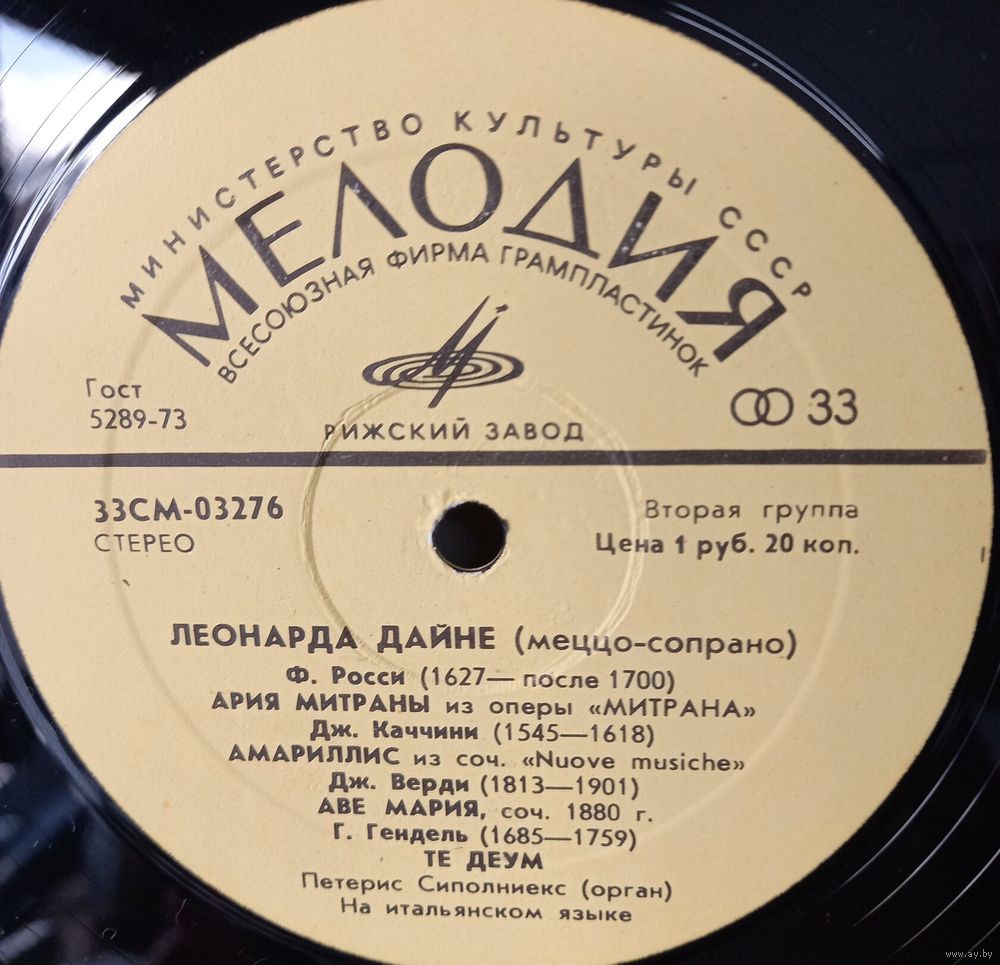 МИНИСТЕРСТВО КУЛЬТУРЫ СССР
МЕЛОДИЯ
ВСЕСОЮЗНАЯ ФИРМА ГРАМПЛАСТИНОК
Гост
5289-73
33
РИЖСКИЙ ЗАВОД
33СМ-03276
СТЕРЕО
Вторая группа
Цена 1 руб. 20 коп.
ЛЕОНАРДА ДАЙНЕ (меццо-сопрано)
Ф. Росси (1627— после 1700)
АРИЯ МИТРАНЫ из оперы «МИТРАНА»
Дж. Каччини (1545—1618)
АМАРИЛЛИС из соч. «Nuove musiche»
Дж. Верди (1813—1901)
АВЕ МАРИЯ, соч. 1880 г.
Г. Гендель (1685—1759)
ТЕ ДЕУМ
Петерис Сиполниекс (орган)
На итальянском языке
www.ay.by